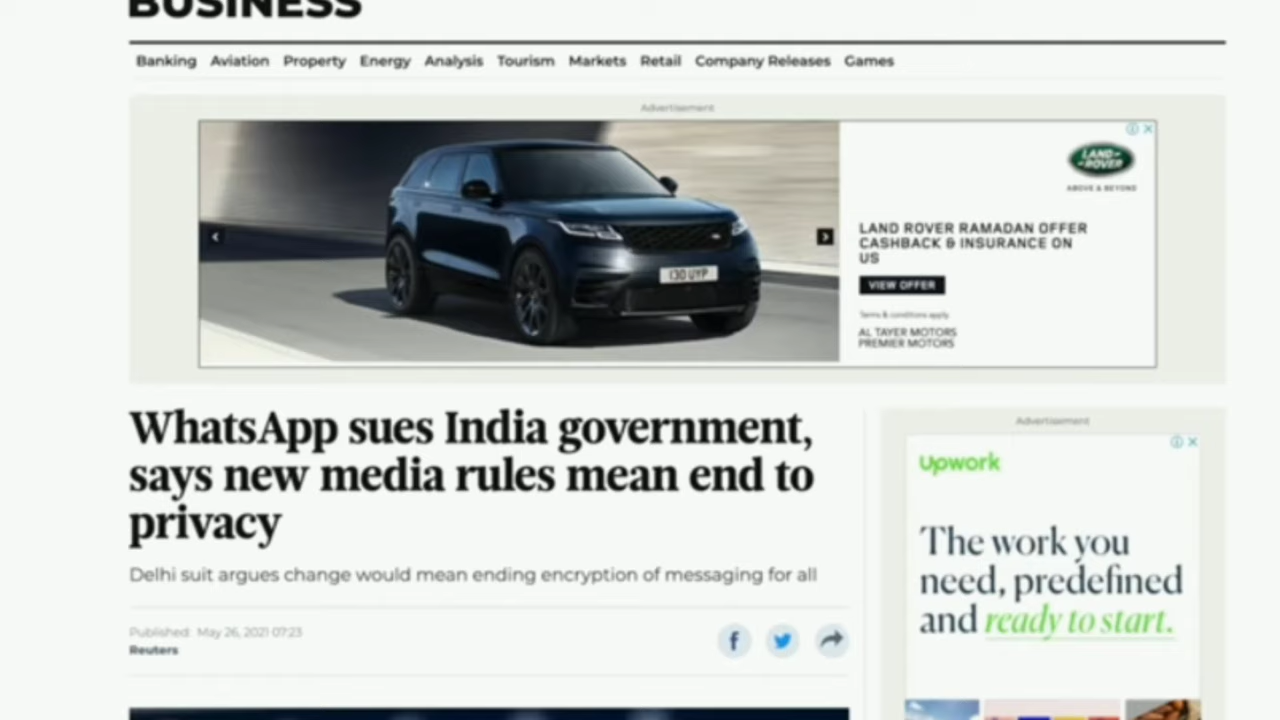 BUSINESS
Banking Aviation Property Energy Analysis Tourism Markets Retail Company Releases Games
Advertisement
LAND-
-ROVER
ABOVE & BEYOND
LAND ROVER RAMADAN OFFER
CASHBACK & INSURANCE ON
US
VIEW OFFER
Terms & conditions apply.
AL TAYER MOTORS
PREMIER MOTORS
130 UYP
WhatsApp sues India government,
says new media rules mean end to
privacy
Delhi suit argues change would mean ending encryption of messaging for all
Published: May 26, 2021 07:23
Reuters
Advertisement
Upwork
The work you
need, predefined
and ready to start.